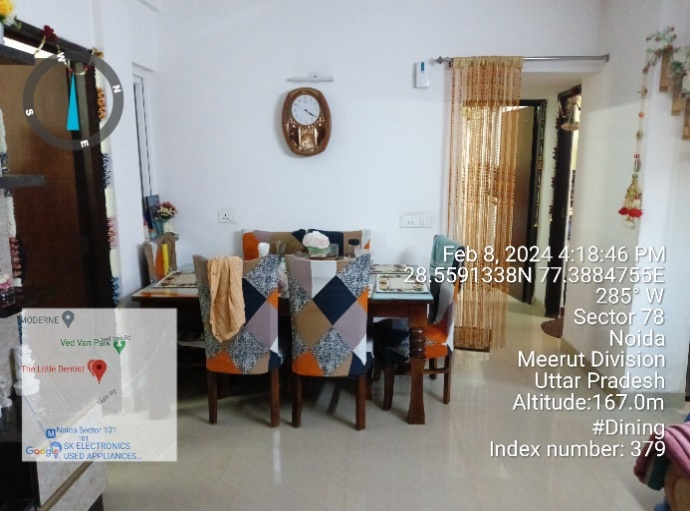 N
W
S
E
Feb 8, 2024 4:18:46 PM
28.5591338N 77.3884755E
285° W
Sector 78
Noida
Meerut Division
Uttar Pradesh
Altitude:167.0m
#Dining
Index number: 379
MODERNE
Ved Van Park
The Little Dentist
Noida Sector 101
SK ELECTRONICS
USED APPLIANCES...
Google